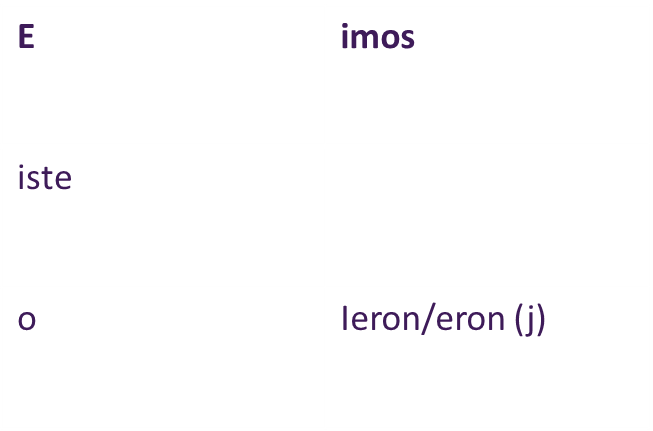 E imos
iste
o Ieron/eron (j)